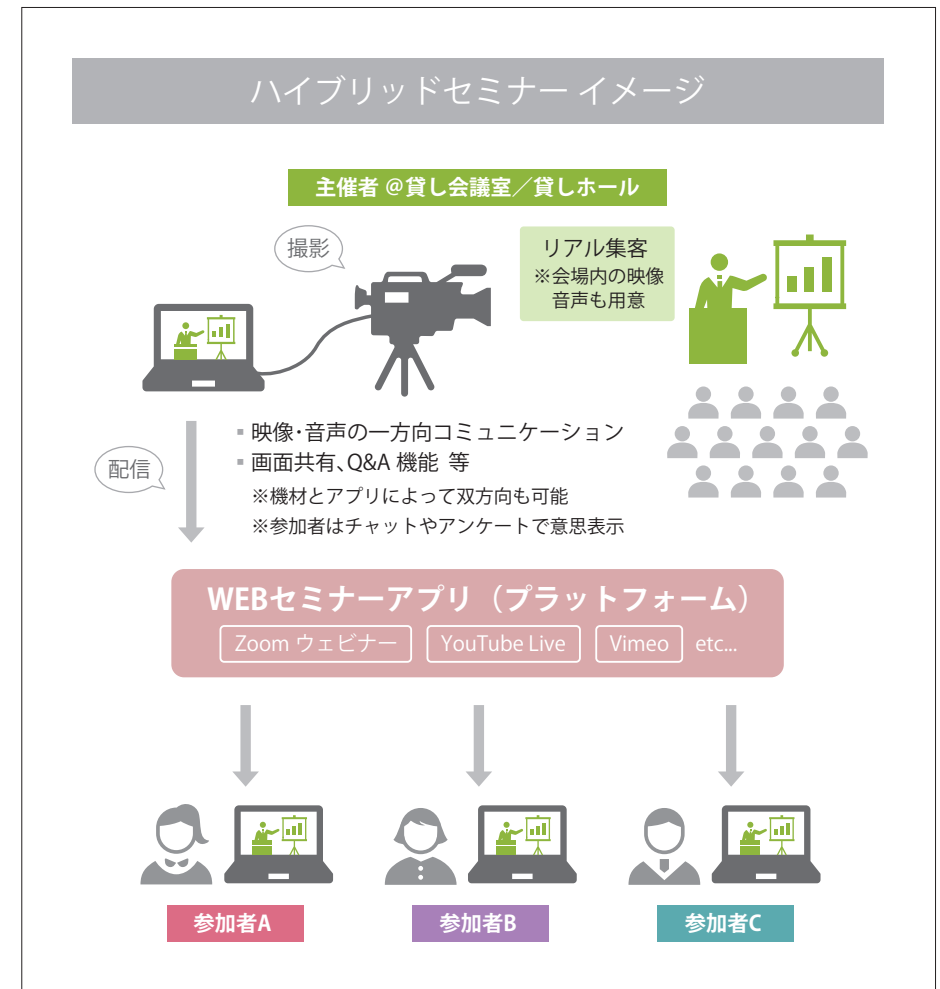 ハイブリッドセミナー イメージ
主催者 @貸し会議室／貸しホール
撮影
リアル集客
※会場内の映像
音声も用意
▪映像・音声の一方向コミュニケーション
▪画面共有、Q&A 機能 等
※機材とアプリによって双方向も可能
※参加者はチャットやアンケートで意思表示
配信
WEBセミナーアプリ（プラットフォーム）
Zoom ウェビナー YouTube Live Vimeo etc...
参加者A 参加者B 参加者C